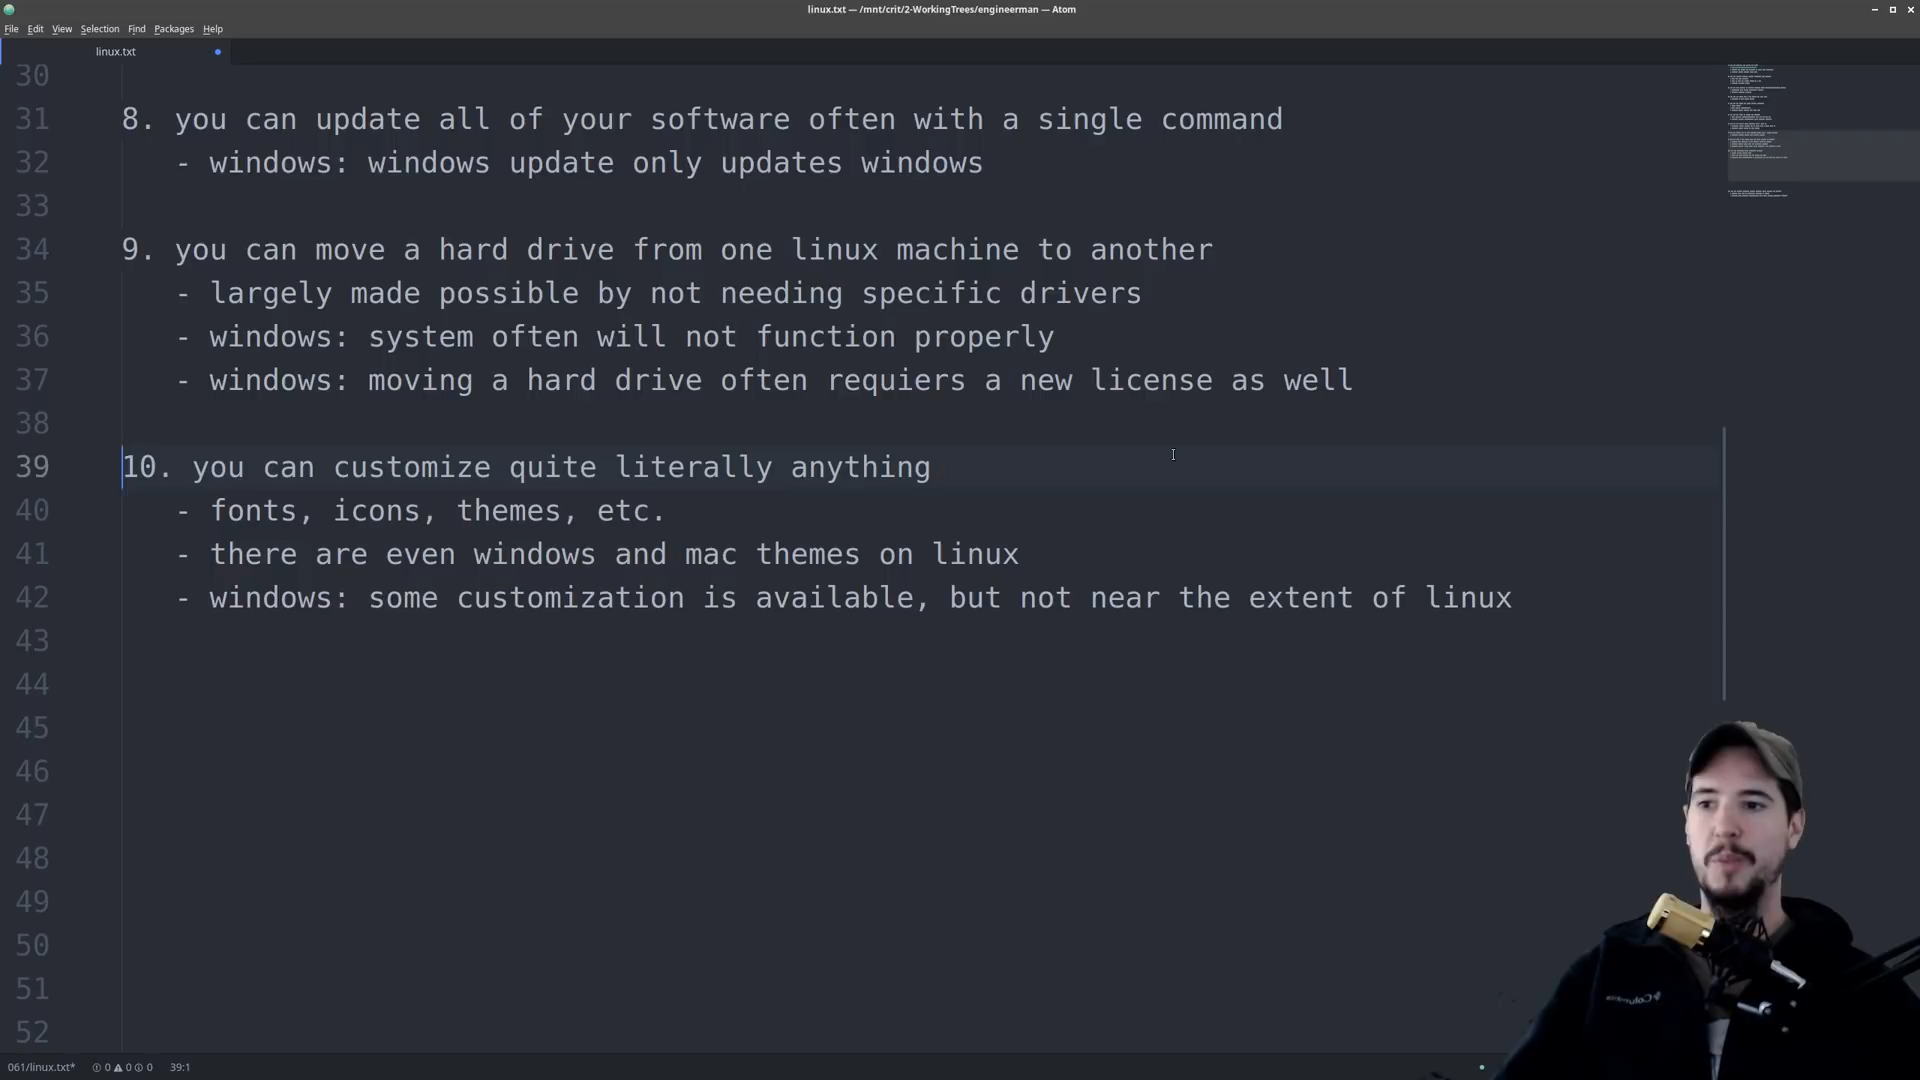 linux.txt — /mnt/crit/2-WorkingTrees/engineerman — Atom
File Edit View Selection Find Packages Help
linux.txt
30
31 8. you can update all of your software often with a single command
32 - windows: windows update only updates windows
33
34 9. you can move a hard drive from one linux machine to another
35 - largely made possible by not needing specific drivers
36 - windows: system often will not function properly
37 - windows: moving a hard drive often requiers a new license as well
38
39 10. you can customize quite literally anything
40 - fonts, icons, themes, etc.
41 - there are even windows and mac themes on linux
42 - windows: some customization is available, but not near the extent of linux
43
44
45
46
47
48
49
50
51
52
Columbia
061/linux.txt* 0 0 0 39:1